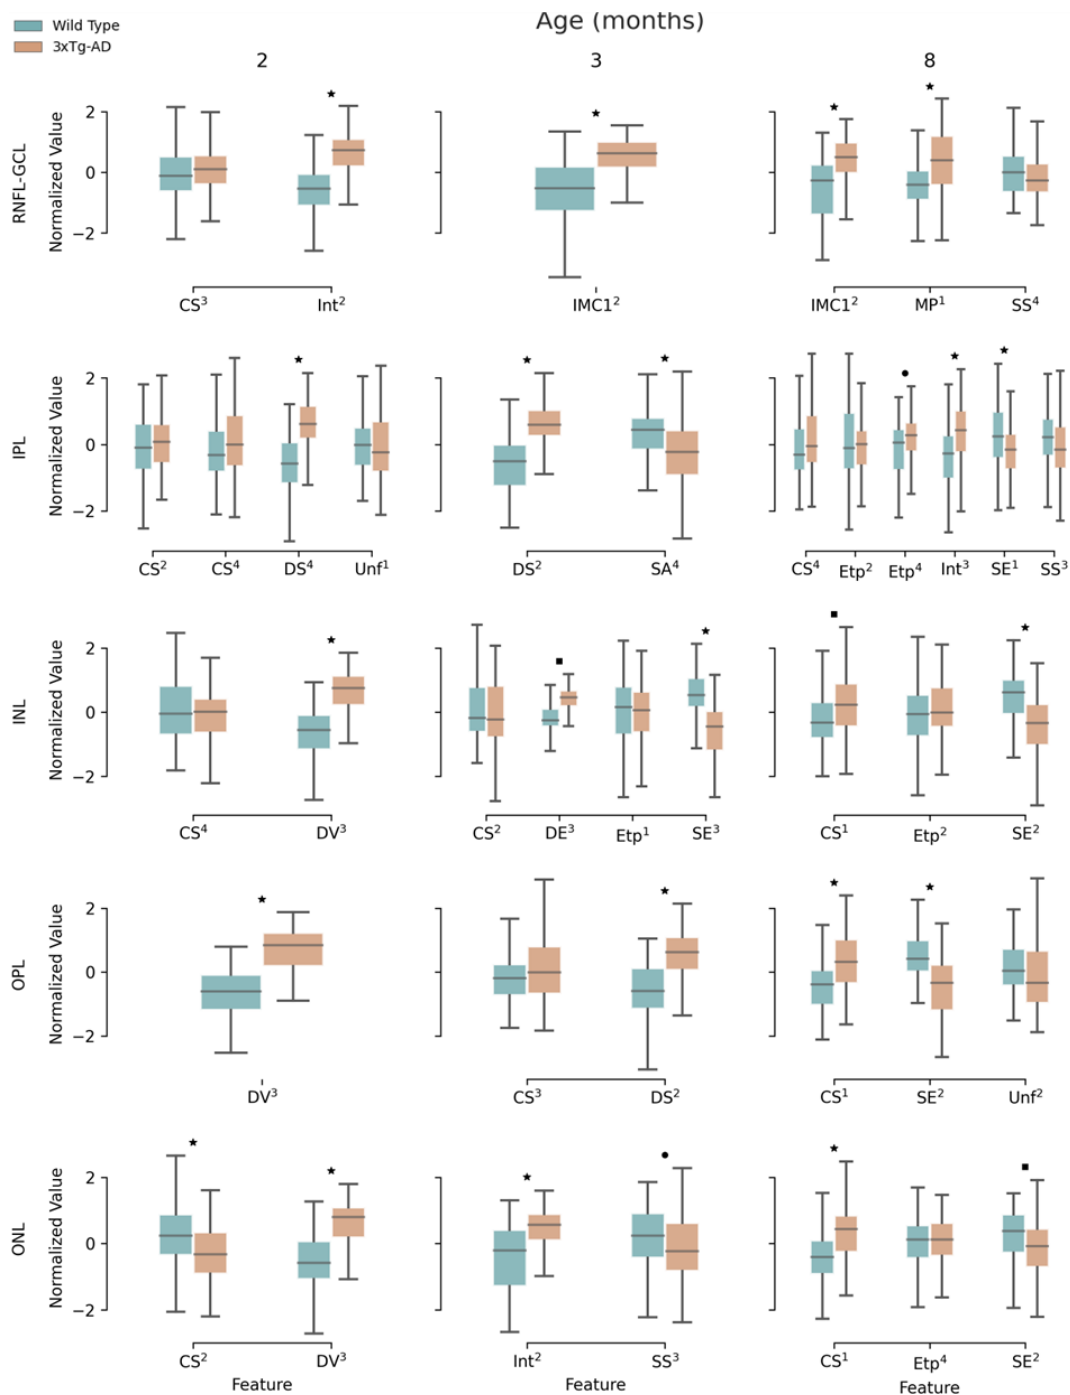 Age (months)
Wild Type
3xTg-AD
2 3 8
RNFL-GCL
Normalized Value
2 0 −2
CS³ Int² IMC1² IMC1² MP¹ SS⁴
IPL
Normalized Value
2 0 −2
CS² CS⁴ DS⁴ Unf¹ DS² SA⁴ CS⁴ Etp² Etp⁴ Int³ SE¹ SS³
INL
Normalized Value
2 0 −2
CS⁴ DV³ CS² DE³ Etp¹ SE³ CS¹ Etp² SE²
OPL
Normalized Value
2 0 −2
DV³ CS³ DS² CS¹ SE² Unf²
ONL
Normalized Value
2 0 −2
CS² DV³ Int² SS³ CS¹ Etp⁴ SE²
Feature Feature Feature